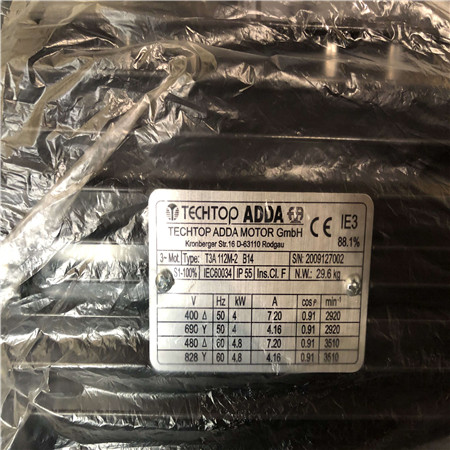 TECHTOP ADDA CE IE3
TECHTOP ADDA MOTOR GmbH
Kronberger Str.16 D-63110 Rodgau 88.1%
3~ Mot. Type: T3A 112M-2 B14 S/N: 2009127002
S1-100% IEC60034 IP 55 Ins.Cl. F N.W.: 29.6 kg
V Hz kW A cos φ min⁻¹
400 Δ 50 4 7.20 0.91 2920
690 Y 50 4 4.16 0.91 2920
480 Δ 60 4.8 7.20 0.91 3510
828 Y 60 4.8 4.16 0.91 3510